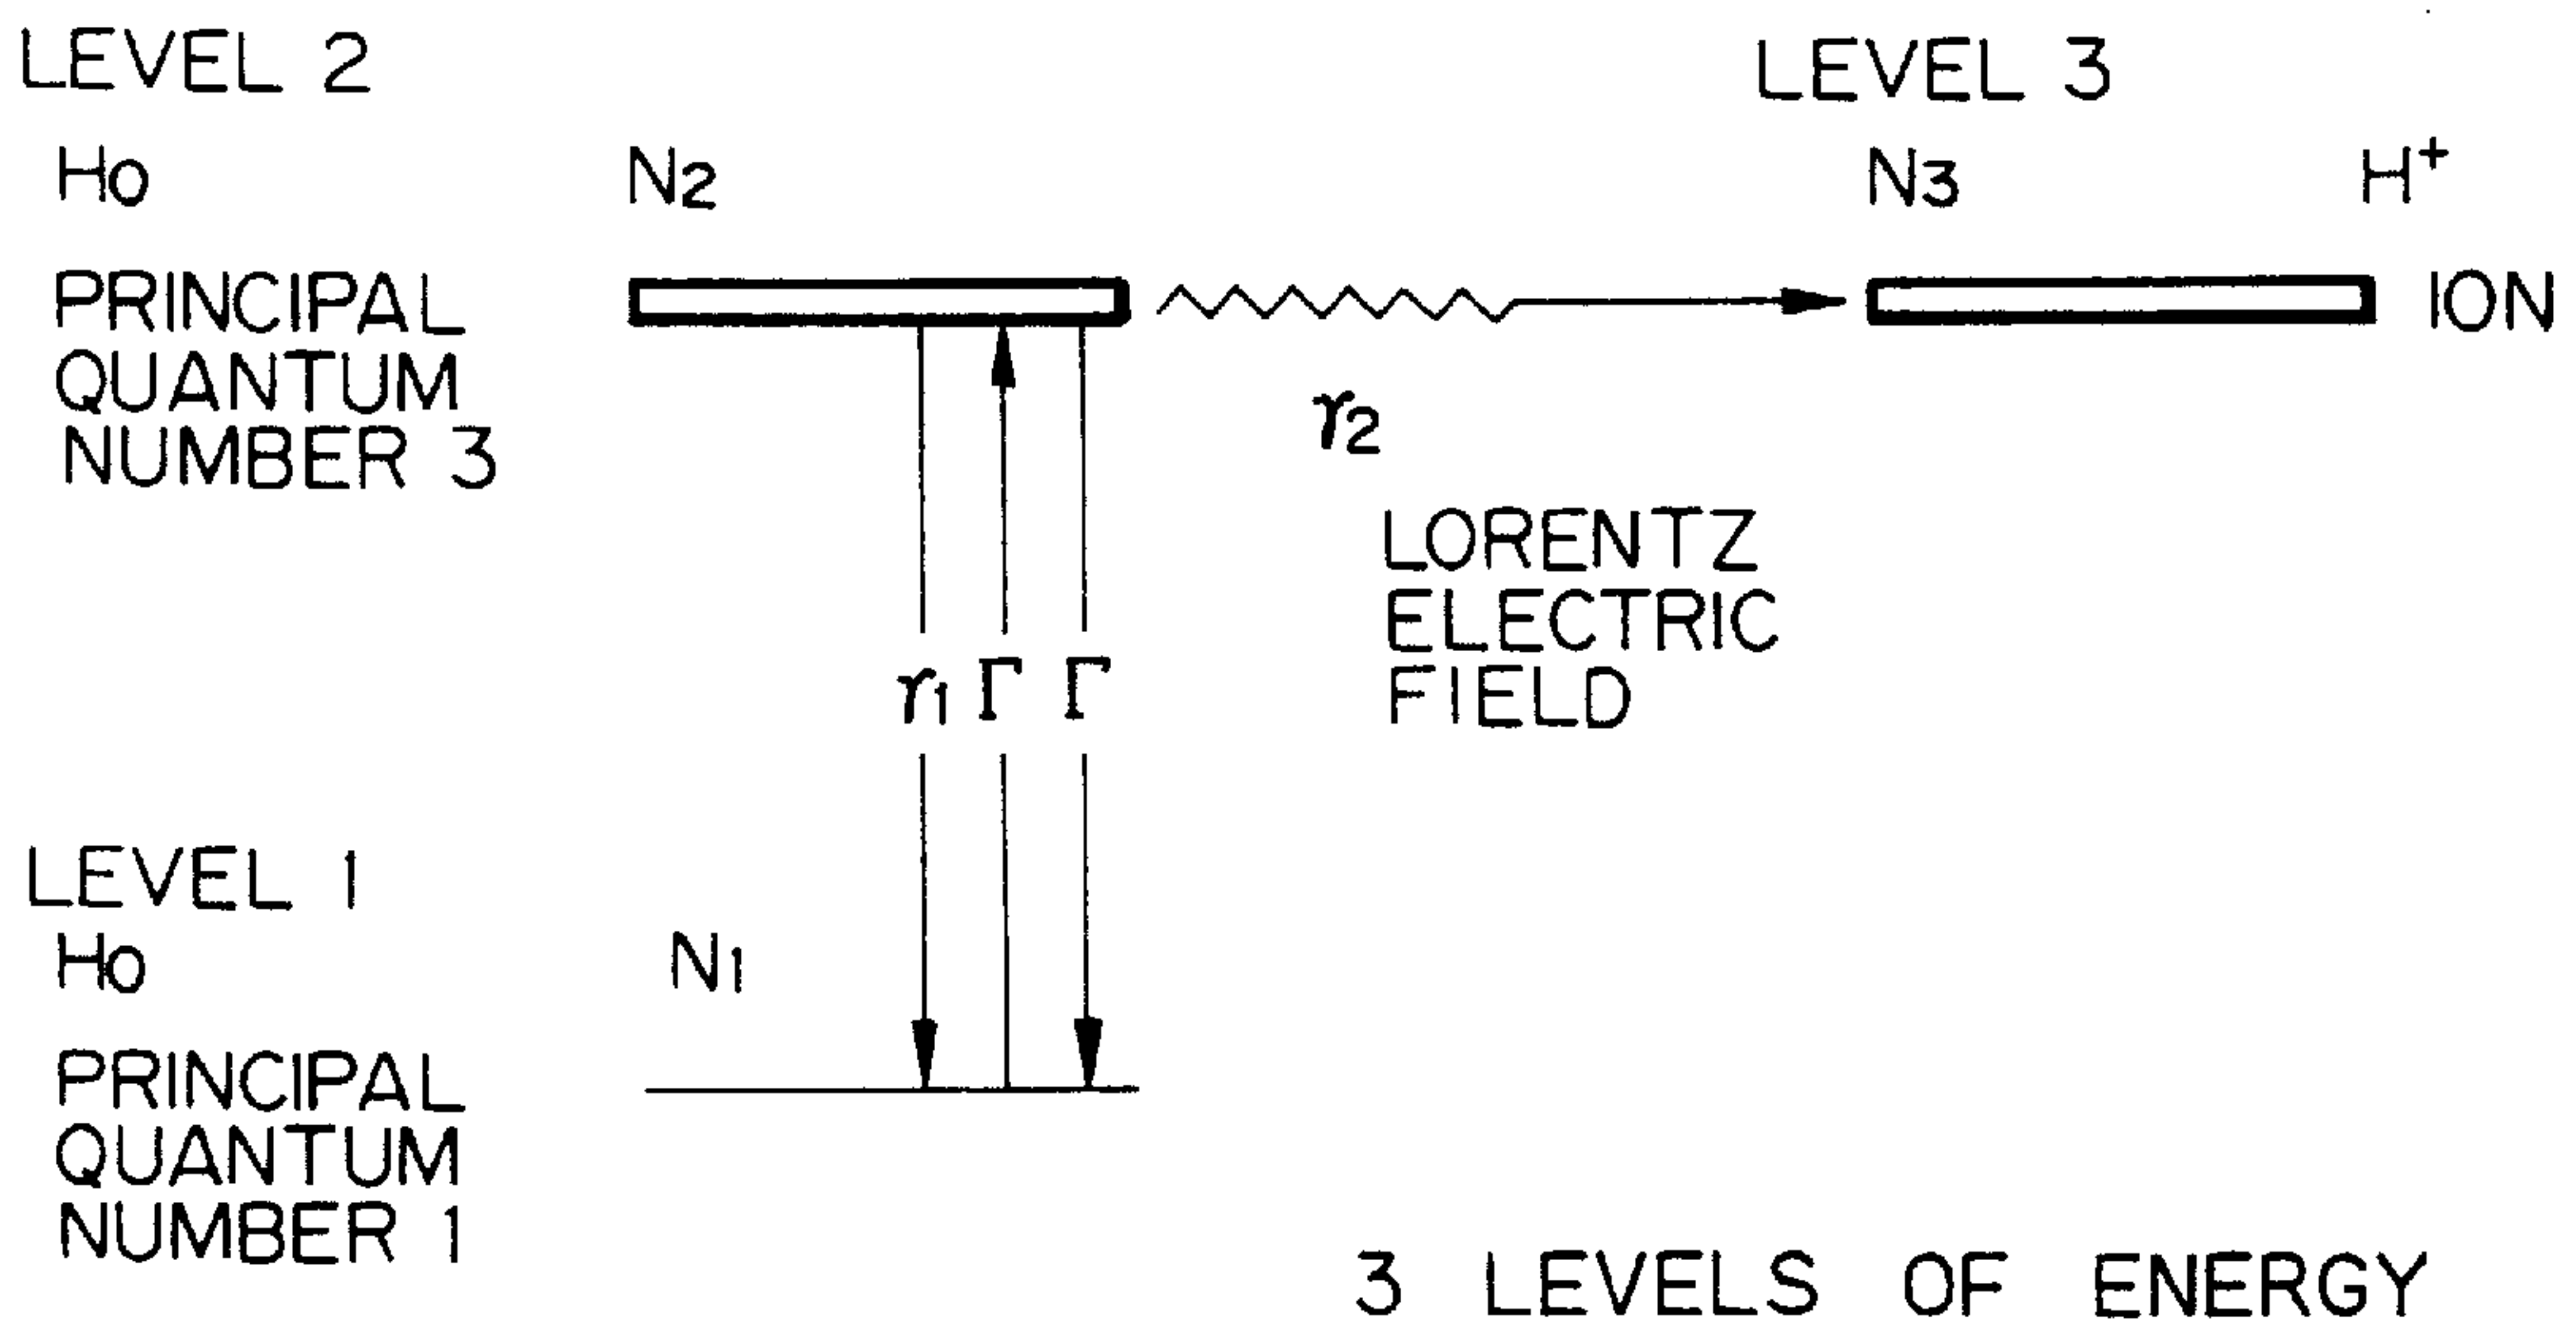 LEVEL 2
LEVEL 3
Ho
N2
N3
H+
PRINCIPAL
QUANTUM
NUMBER 3
ION
γ2
LORENTZ
ELECTRIC
FIELD
γ1 Γ Γ
LEVEL 1
Ho
N1
PRINCIPAL
QUANTUM
NUMBER 1
3 LEVELS OF ENERGY